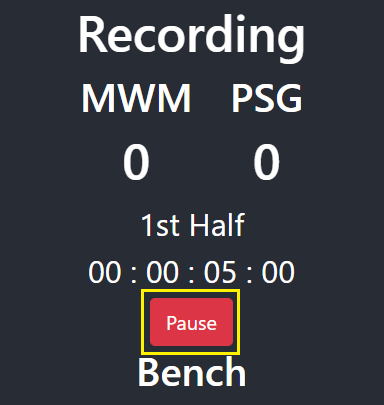 Recording
MWM PSG
0 0
1st Half
00 : 00 : 05 : 00
Pause
Bench